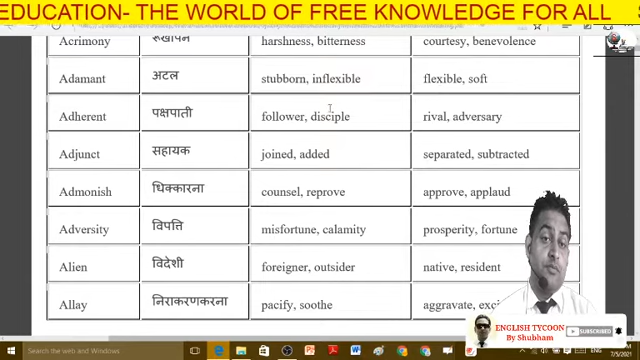 EDUCATION- THE WORLD OF FREE KNOWLEDGE FOR ALL
Acrimony रूखापन harshness, bitterness courtesy, benevolence
Adamant अटल stubborn, inflexible flexible, soft
Adherent पक्षपाती follower, disciple rival, adversary
Adjunct सहायक joined, added separated, subtracted
Admonish धिक्कारना counsel, reprove approve, applaud
Adversity विपत्ति misfortune, calamity prosperity, fortune
Alien विदेशी foreigner, outsider native, resident
Allay निराकरणकरना pacify, soothe aggravate,
ENGLISH TYCOON
By Shubham
SUBSCRIBED
Search the web and Windows
ENG